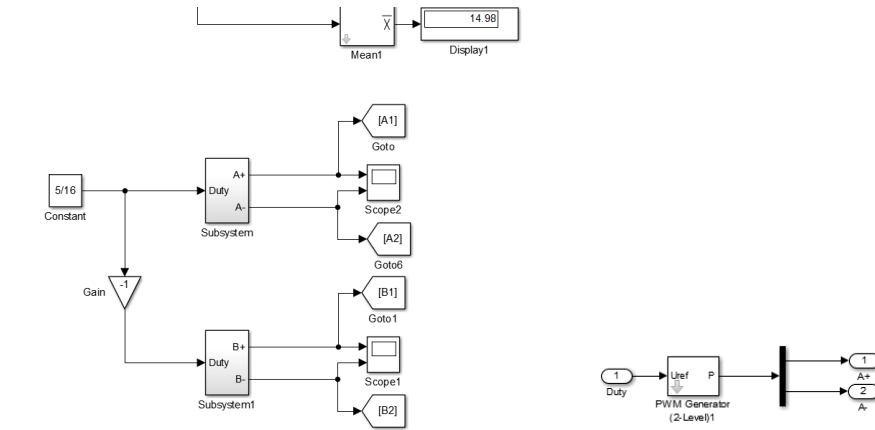 X
14.98
Mean1
Display1
[A1]
Goto
5/16
Constant
Duty
A+
A-
Subsystem
Scope2
[A2]
Goto6
Gain
-1
[B1]
Goto1
Duty
B+
B-
Subsystem1
Scope1
[B2]
1
Duty
Uref
P
PWM Generator
(2-Level)1
1
A+
2
A-